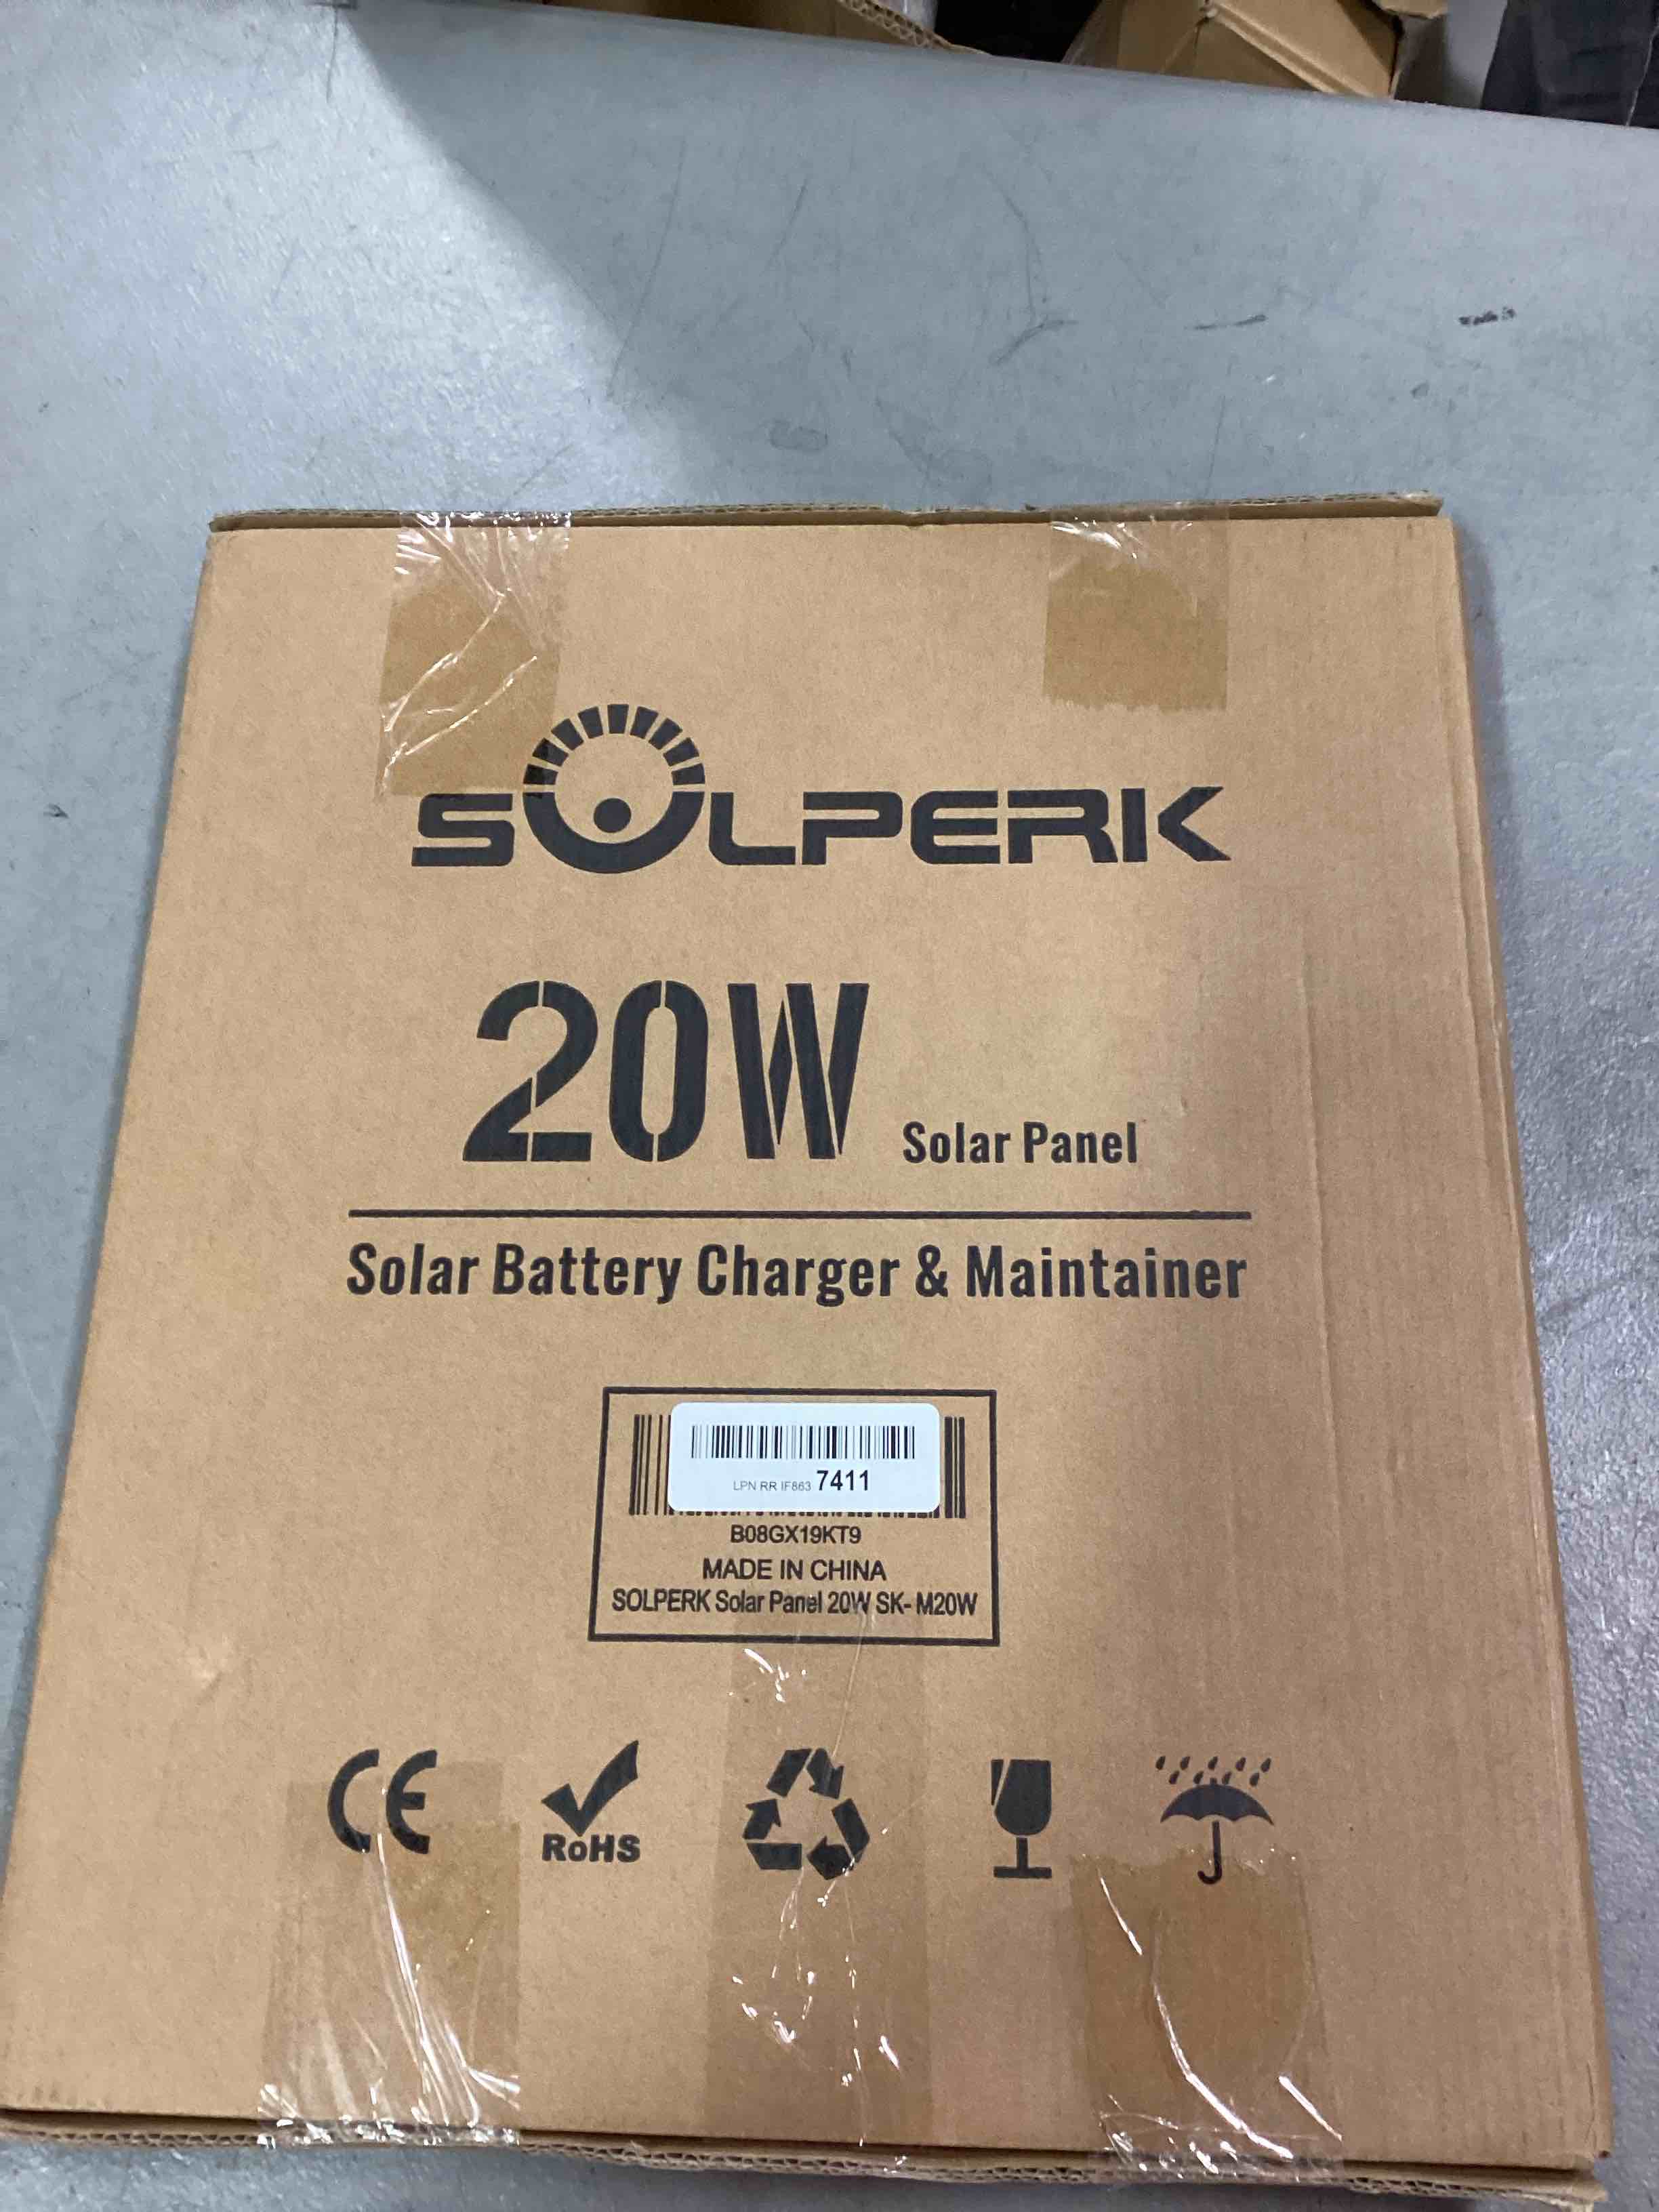 SOLPERK
20W Solar Panel
Solar Battery Charger & Maintainer
LPN RR IF863 7411
B08GX19KT9
MADE IN CHINA
SOLPERK Solar Panel 20W SK- M20W
CE
RoHS